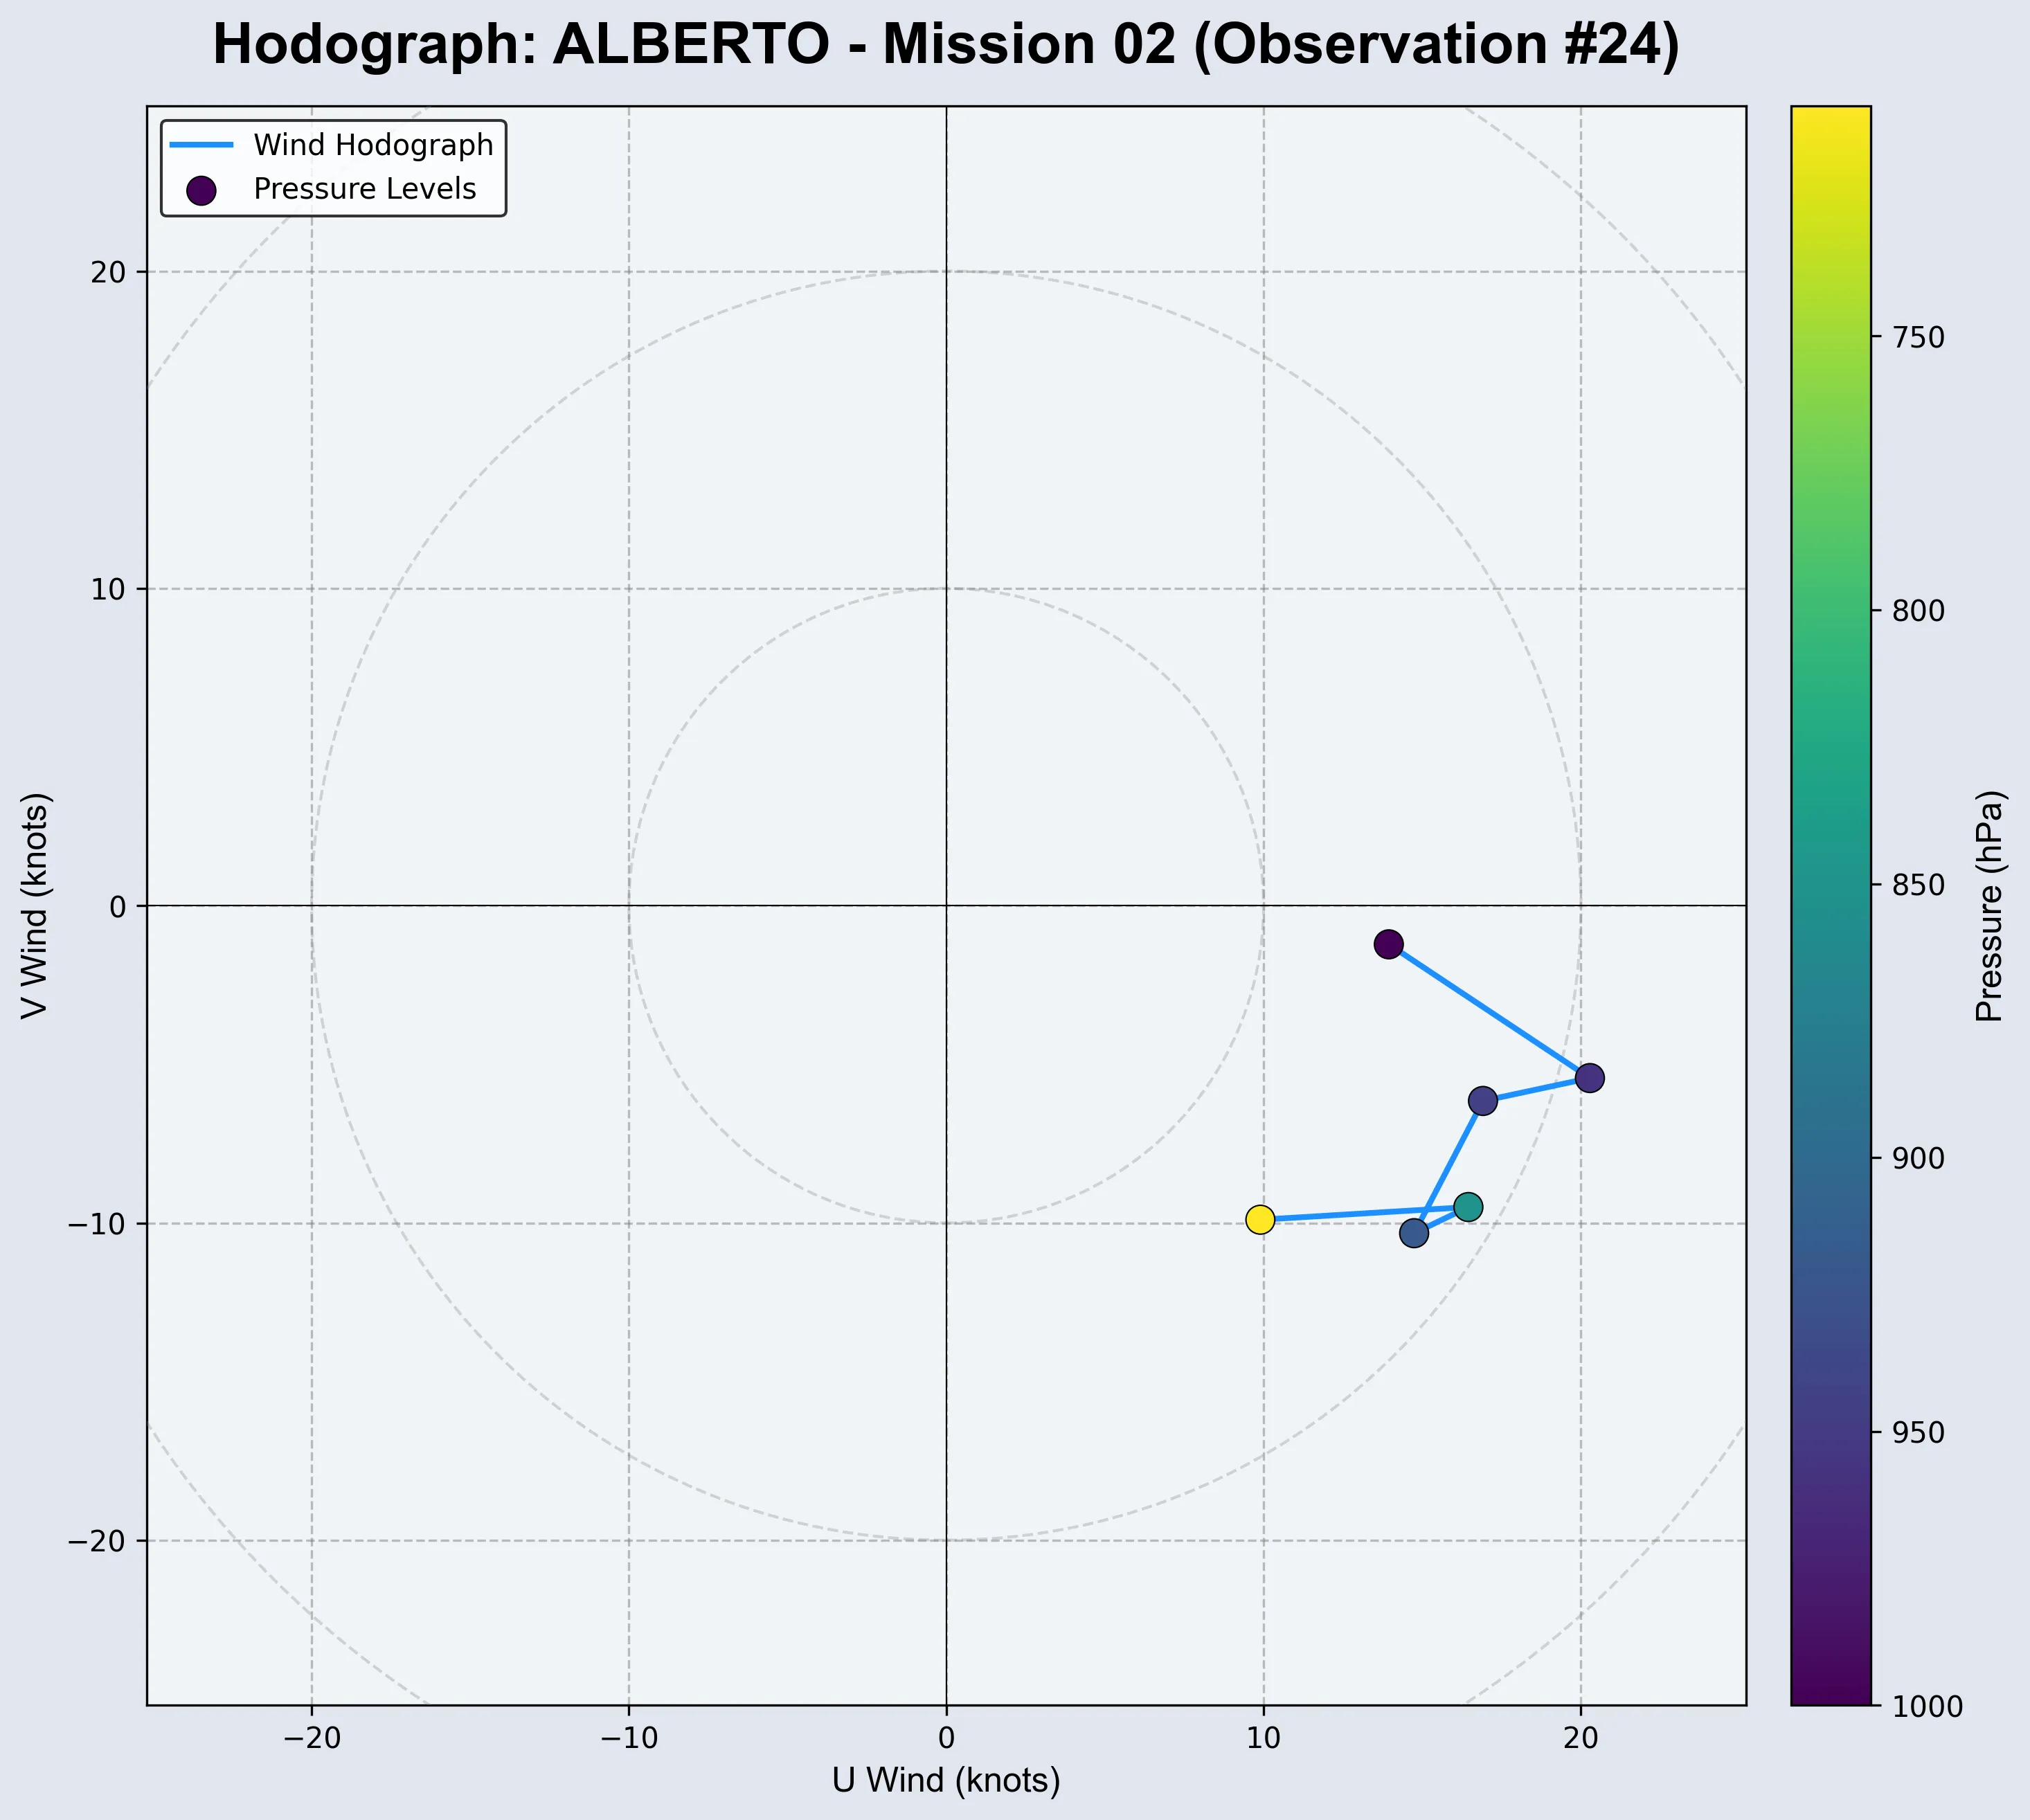 Hodograph: ALBERTO - Mission 02 (Observation #24)
Wind Hodograph
Pressure Levels
20
10
0
−10
−20
V Wind (knots)
−20
−10
0
10
20
U Wind (knots)
750
800
850
900
950
1000
Pressure (hPa)